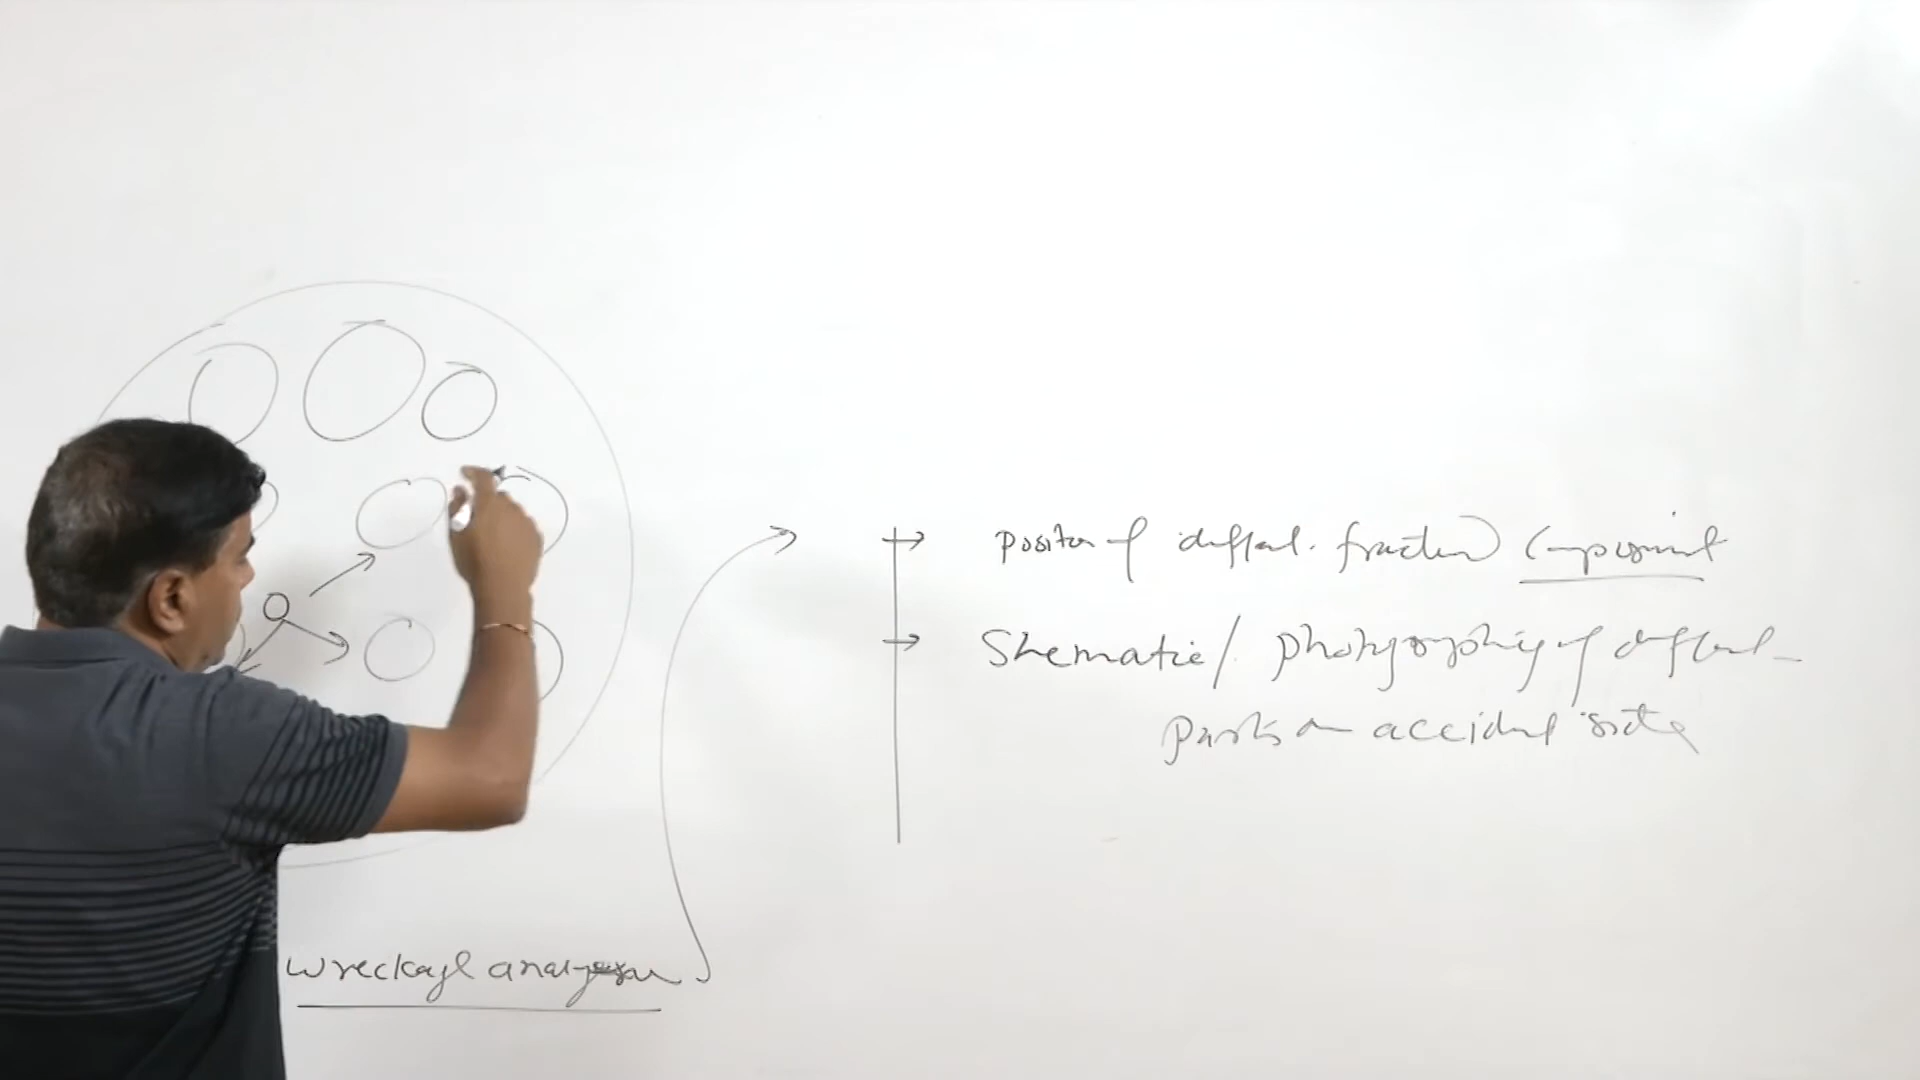 position of different fractured component
Shematic / photography of different
parts on accident site
wreckage analysis